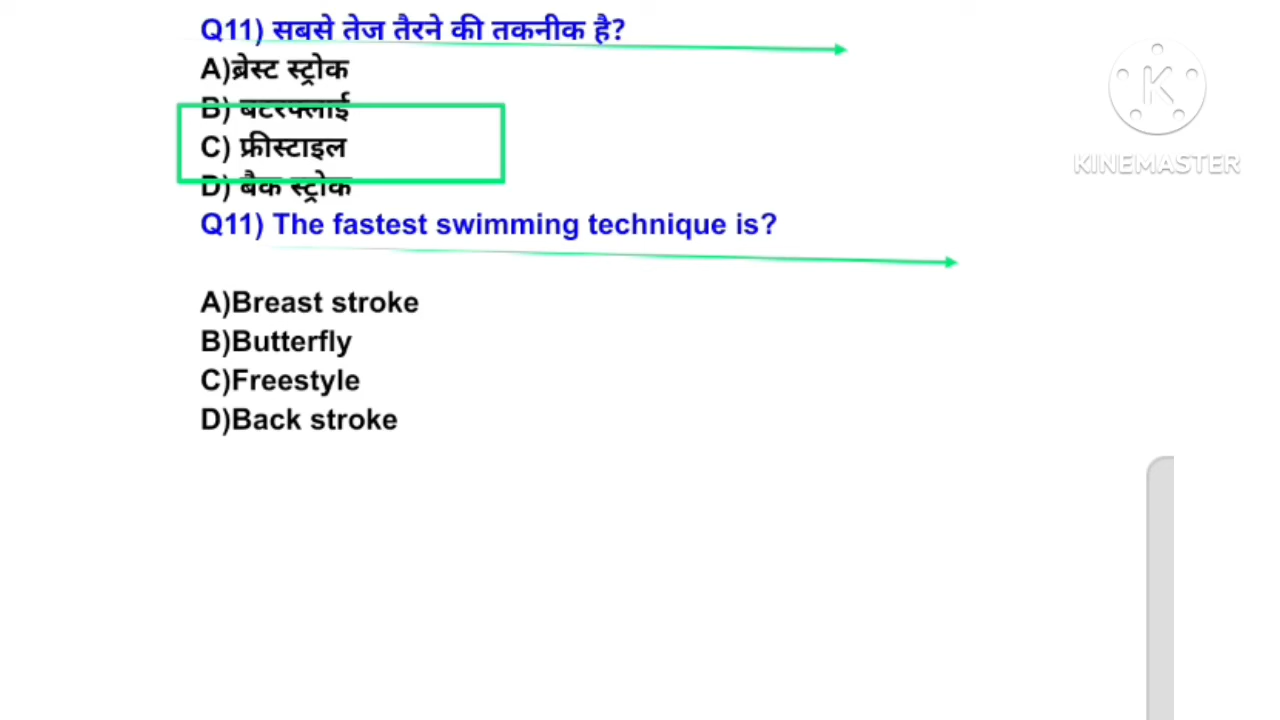 Q11) सबसे तेज तैरने की तकनीक है?
A)ब्रेस्ट स्ट्रोक
B) बटरफ्लाई
C) फ्रीस्टाइल
D) बैक स्ट्रोक
Q11) The fastest swimming technique is?
A)Breast stroke
B)Butterfly
C)Freestyle
D)Back stroke
K
KINEMASTER